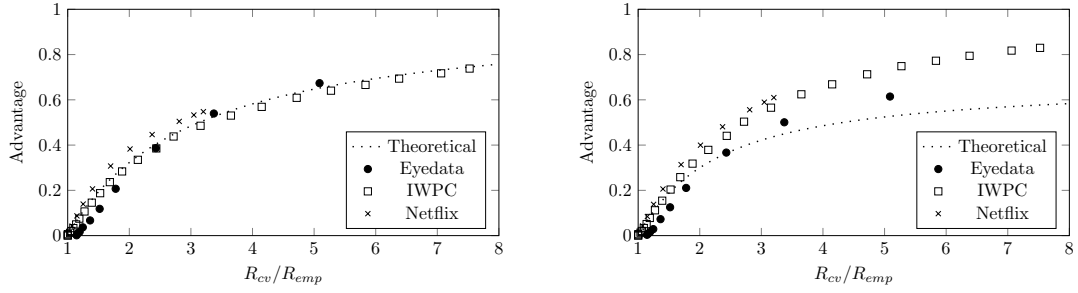 1
0.8
0.6
0.4
0.2
0
Advantage
1 2 3 4 5 6 7 8
R_cv/R_emp
Theoretical
Eyedata
IWPC
Netflix
1
0.8
0.6
0.4
0.2
0
Advantage
1 2 3 4 5 6 7 8
R_cv/R_emp
Theoretical
Eyedata
IWPC
Netflix